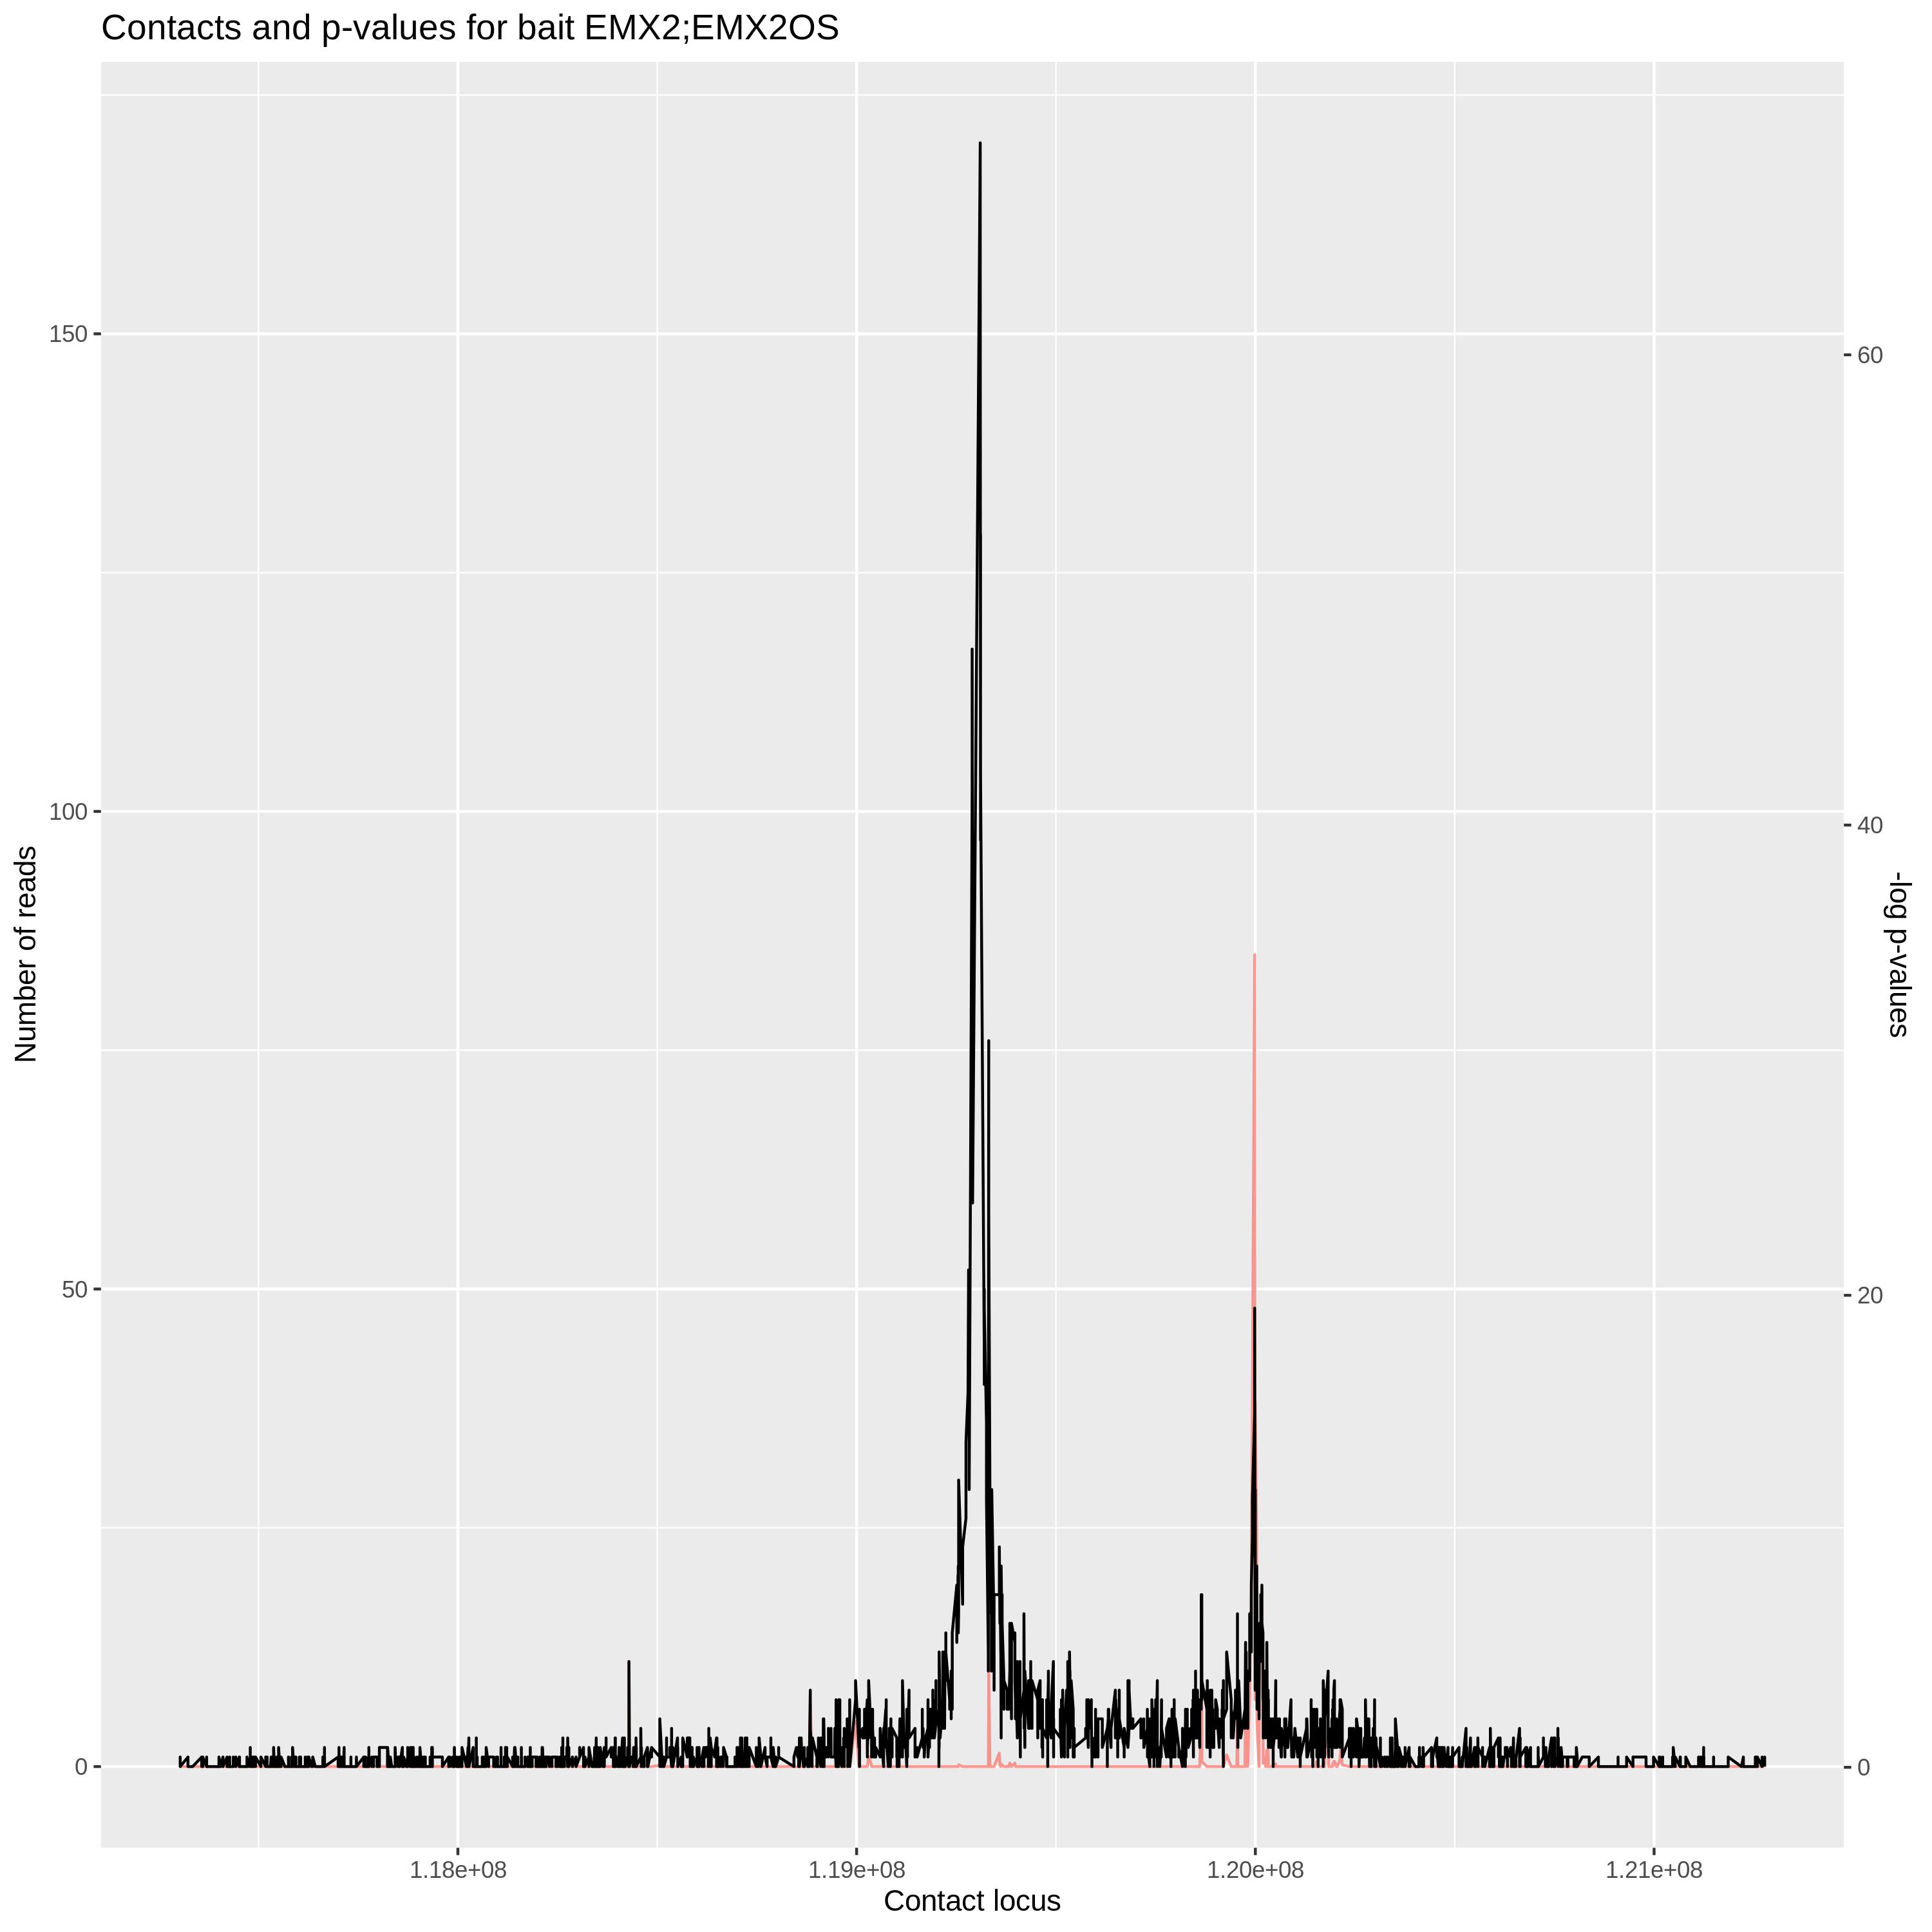 Contacts and p-values for bait EMX2;EMX2OS
150
100
50
0
Number of reads
60
40
20
0
-log p-values
1.18e+08
1.19e+08
1.20e+08
1.21e+08
Contact locus